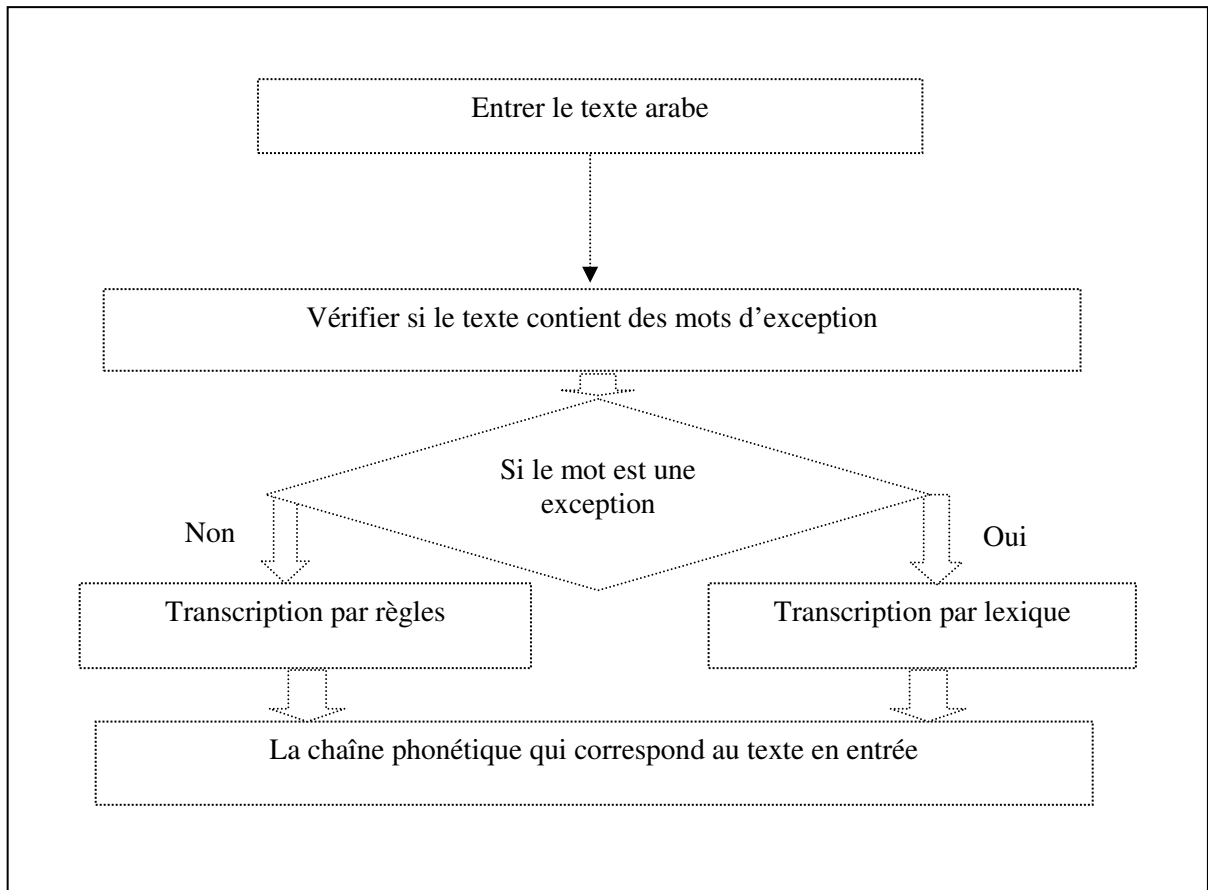 Entrer le texte arabe
Vérifier si le texte contient des mots d’exception
Si le mot est une
exception
Non
Oui
Transcription par règles
Transcription par lexique
La chaîne phonétique qui correspond au texte en entrée